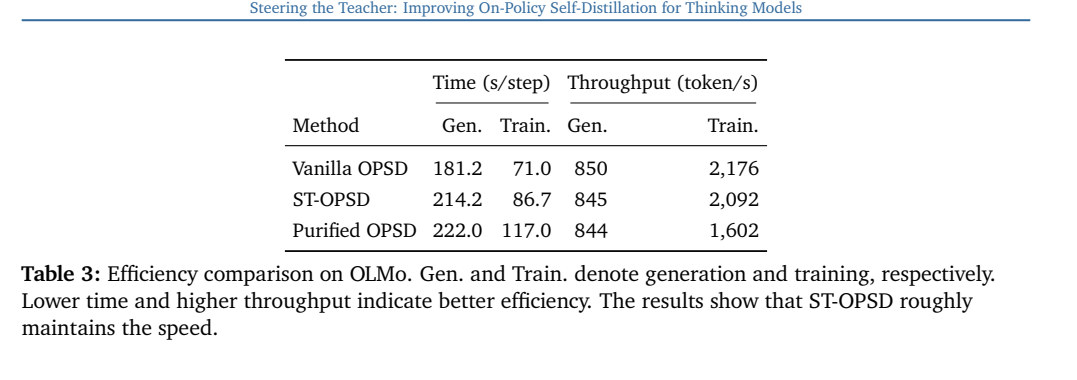 Steering the Teacher: Improving On-Policy Self-Distillation for Thinking Models
Time (s/step) Throughput (token/s)
Method Gen. Train. Gen. Train.
Vanilla OPSD 181.2 71.0 850 2,176
ST-OPSD 214.2 86.7 845 2,092
Purified OPSD 222.0 117.0 844 1,602
Table 3: Efficiency comparison on OLMo. Gen. and Train. denote generation and training, respectively.
Lower time and higher throughput indicate better efficiency. The results show that ST-OPSD roughly
maintains the speed.